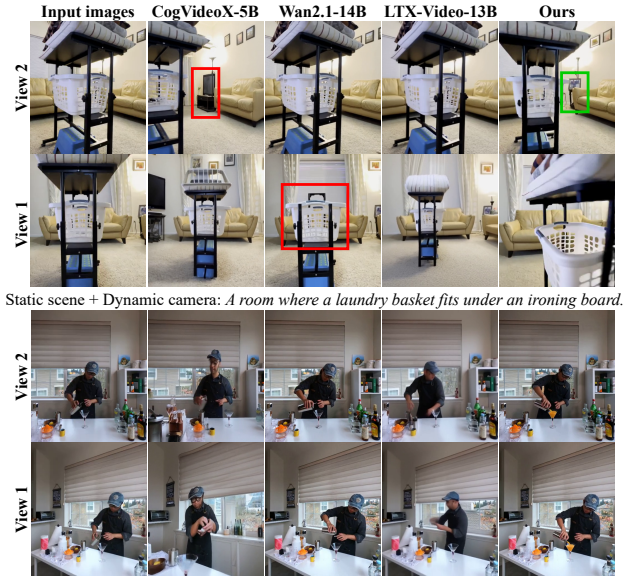 Input images CogVideoX-5B Wan2.1-14B LTX-Video-13B Ours
View 2
View 1
Static scene + Dynamic camera: A room where a laundry basket fits under an ironing board.
View 2
View 1